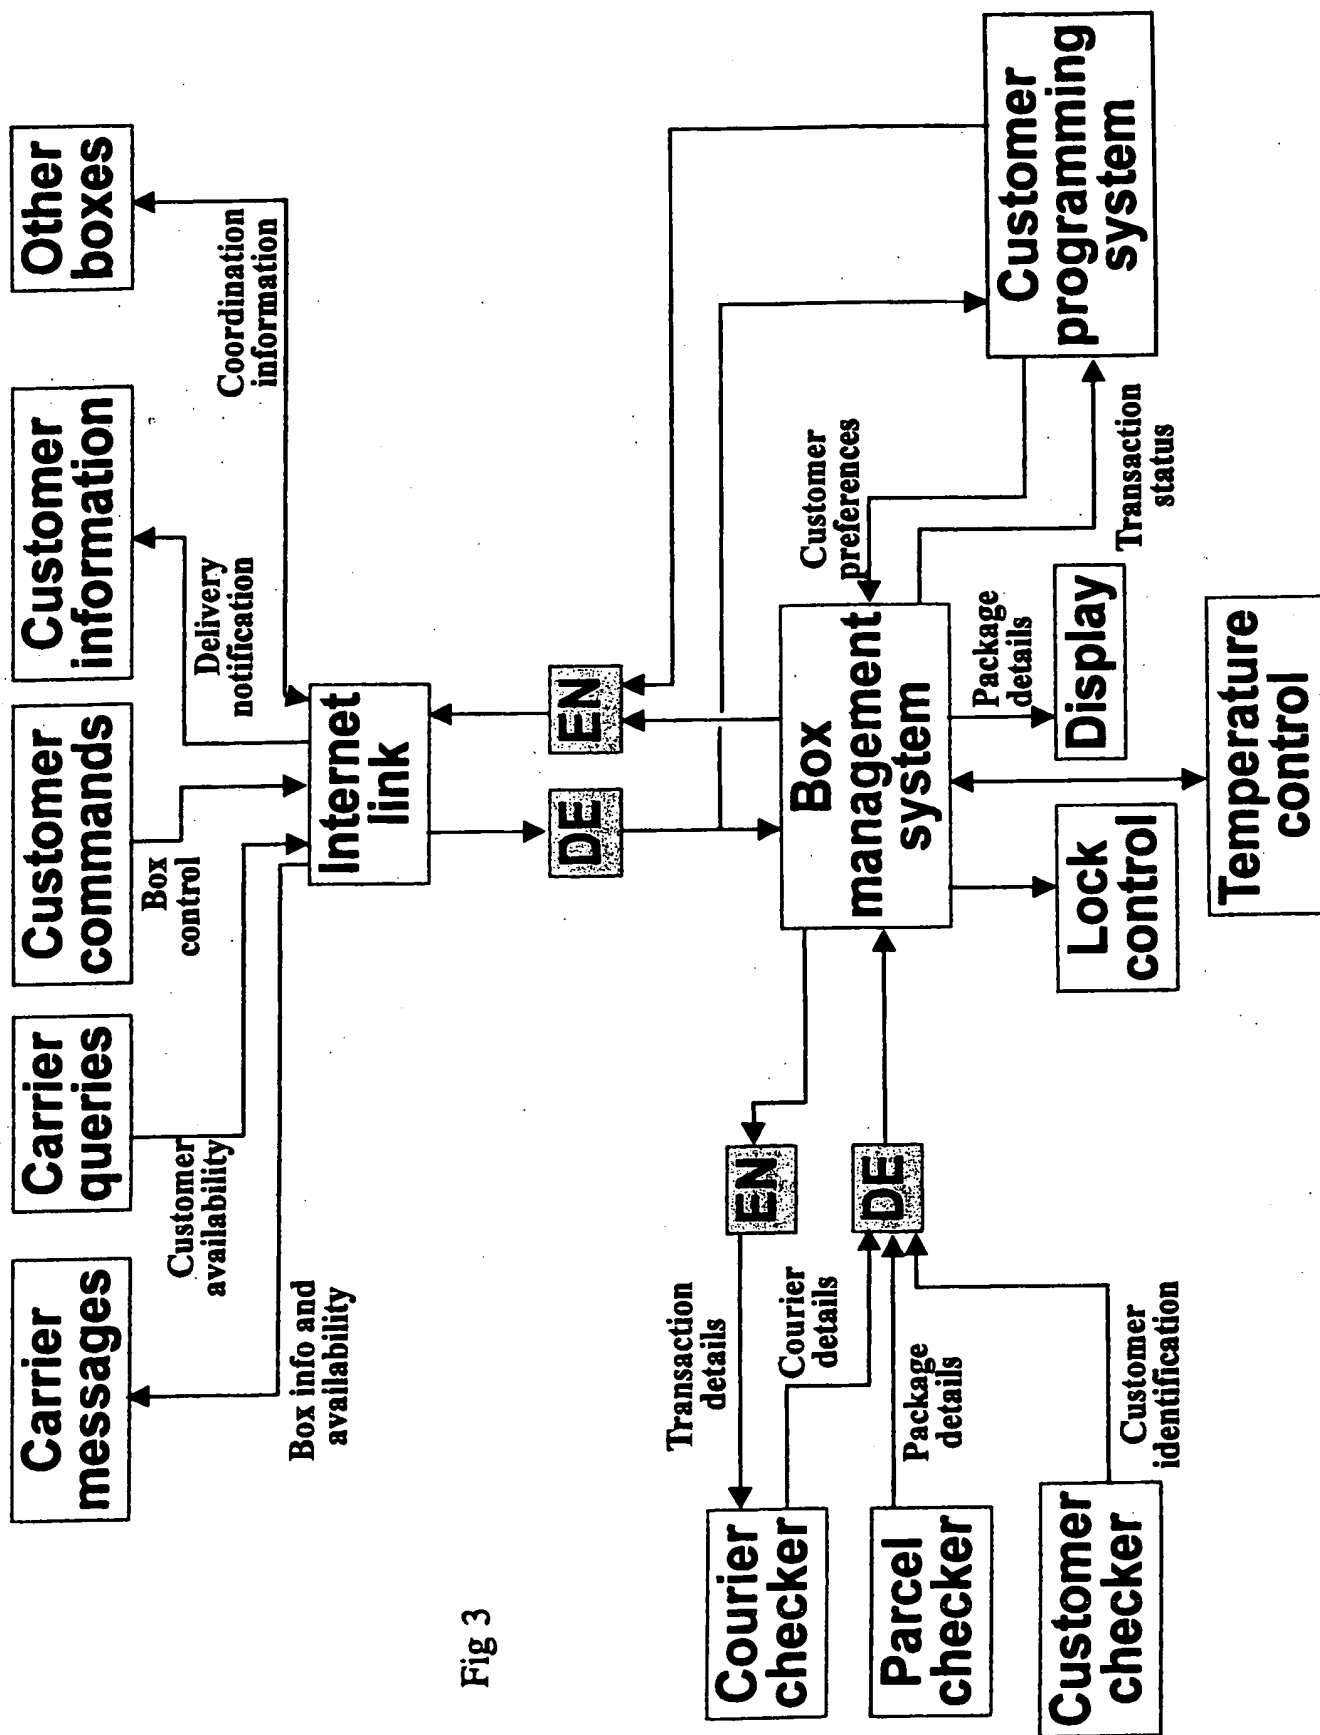 Carrier
messages
Carrier
queries
Customer
commands
Customer
information
Other
boxes
Box info and
availability
Customer
availability
Box
control
Delivery
notification
Coordination
information
Internet
link
DE
EN
Fig 3
Courier
checker
Parcel
checker
Customer
checker
Transaction
details
Courier
details
Package
details
Customer
identification
EN
DE
Box
management
system
Customer
preferences
Transaction
status
Customer
programming
system
Package
details
Lock
control
Display
Temperature
control